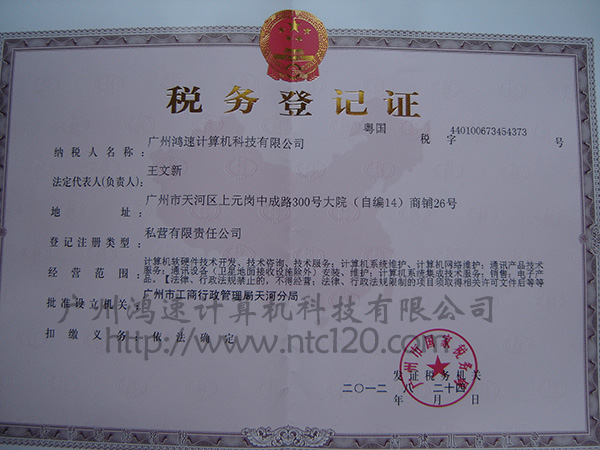 税务登记证
粤国 税 字 440100673454373 号
纳税人名称： 广州鸿速计算机科技有限公司
法定代表人(负责人) 王文新
地 址 广州市天河区上元岗中成路300号大院（自编14）商铺26号
登记注册类型： 私营有限责任公司
计算机软硬件技术开发、技术咨询、技术服务；计算机系统维护、计算机网络维护；通讯产品技术
经营范围： 服务；通讯设备（卫星地面接收设施除外）安装、维护；计算机系统集成技术服务；销售：电子产
品。【法律、行政法规禁止的，不得经营；法律、行政法规限制的项目须取得相关许可文件后等等
批准设立机关： 广州市工商行政管理局天河分局
广州鸿速计算机科技有限公司
扣缴义务： 依法确定
http://www.ntc120.com
广州市国家税务局
发证税务机关
二〇一二 年 八 月 二十四 日